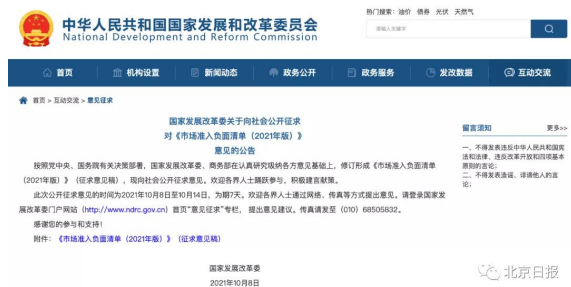 中华人民共和国国家发展和改革委员会
National Development and Reform Commission
热门搜索：油价 债券 光伏 天然气
请输入关键字
首页 机构设置 新闻动态 政务公开 政务服务 发改数据 互动交流
首页 > 互动交流 > 意见征求
国家发展改革委关于向社会公开征求
对《市场准入负面清单（2021年版）》
意见的公告
按照党中央、国务院有关决策部署，国家发展改革委、商务部在认真研究吸纳各方意见基础上，修订形成《市场准入负面清单
（2021年版）》（征求意见稿），现向社会公开征求意见。欢迎各界人士踊跃参与，积极建言献策。
此次公开征求意见的时间为2021年10月8日至10月14日，为期7天。欢迎各界人士通过网络、传真等方式提出意见。请登录国家发
展改革委门户网站（http://www.ndrc.gov.cn）首页“意见征求”专栏，提出意见建议。传真请发至（010）68505832。
感谢您的参与和支持！
附件：《市场准入负面清单（2021年版）》（征求意见稿）
国家发展改革委
2021年10月8日
留言须知 更多>>
一、不得发表违反中华人民共和国宪
法和法律、违反改革开放和四项基本
原则的言论；
二、不得发表造谣、诽谤他人的言
论；
北京日报